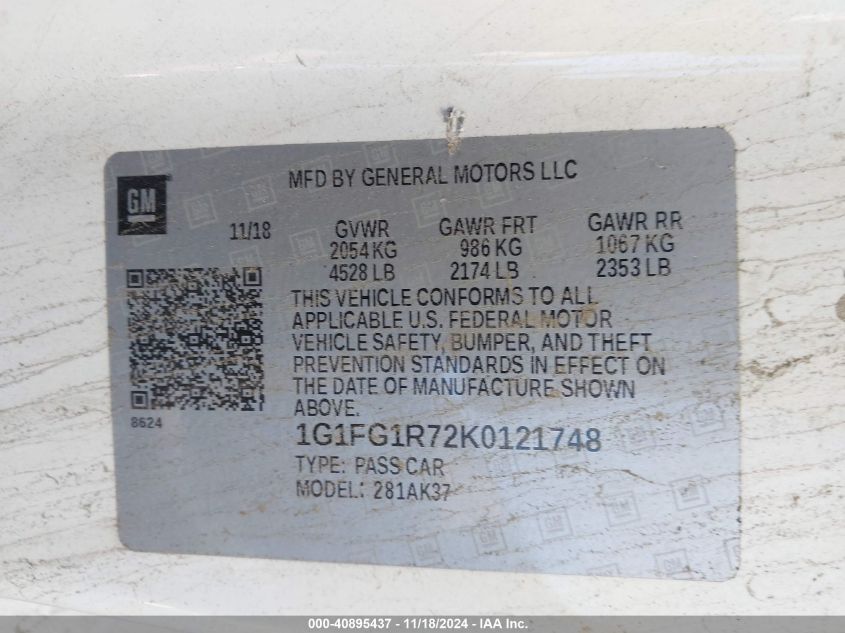 MFD BY GENERAL MOTORS LLC
GM
11/18 GVWR GAWR FRT GAWR RR
2054 KG 986 KG 1067 KG
4528 LB 2174 LB 2353 LB
THIS VEHICLE CONFORMS TO ALL
APPLICABLE U.S. FEDERAL MOTOR
VEHICLE SAFETY, BUMPER, AND THEFT
PREVENTION STANDARDS IN EFFECT ON
THE DATE OF MANUFACTURE SHOWN
ABOVE.
8624
1G1FG1R72K0121748
TYPE: PASS CAR
MODEL: 281AK37
000-40895437 - 11/18/2024 - IAA Inc.